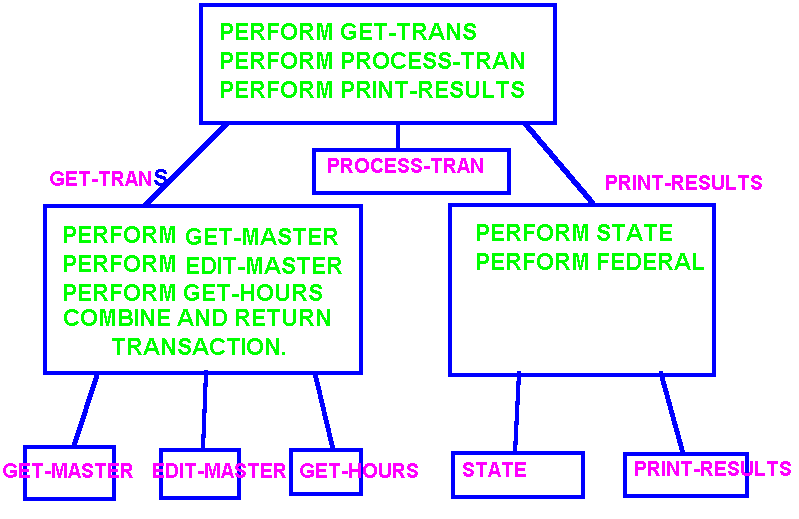 PERFORM GET-TRANS
PERFORM PROCESS-TRAN
PERFORM PRINT-RESULTS
PROCESS-TRAN
GET-TRANS
PRINT-RESULTS
PERFORM GET-MASTER
PERFORM EDIT-MASTER
PERFORM GET-HOURS
COMBINE AND RETURN
TRANSACTION.
PERFORM STATE
PERFORM FEDERAL
GET-MASTER
EDIT-MASTER
GET-HOURS
STATE
PRINT-RESULTS